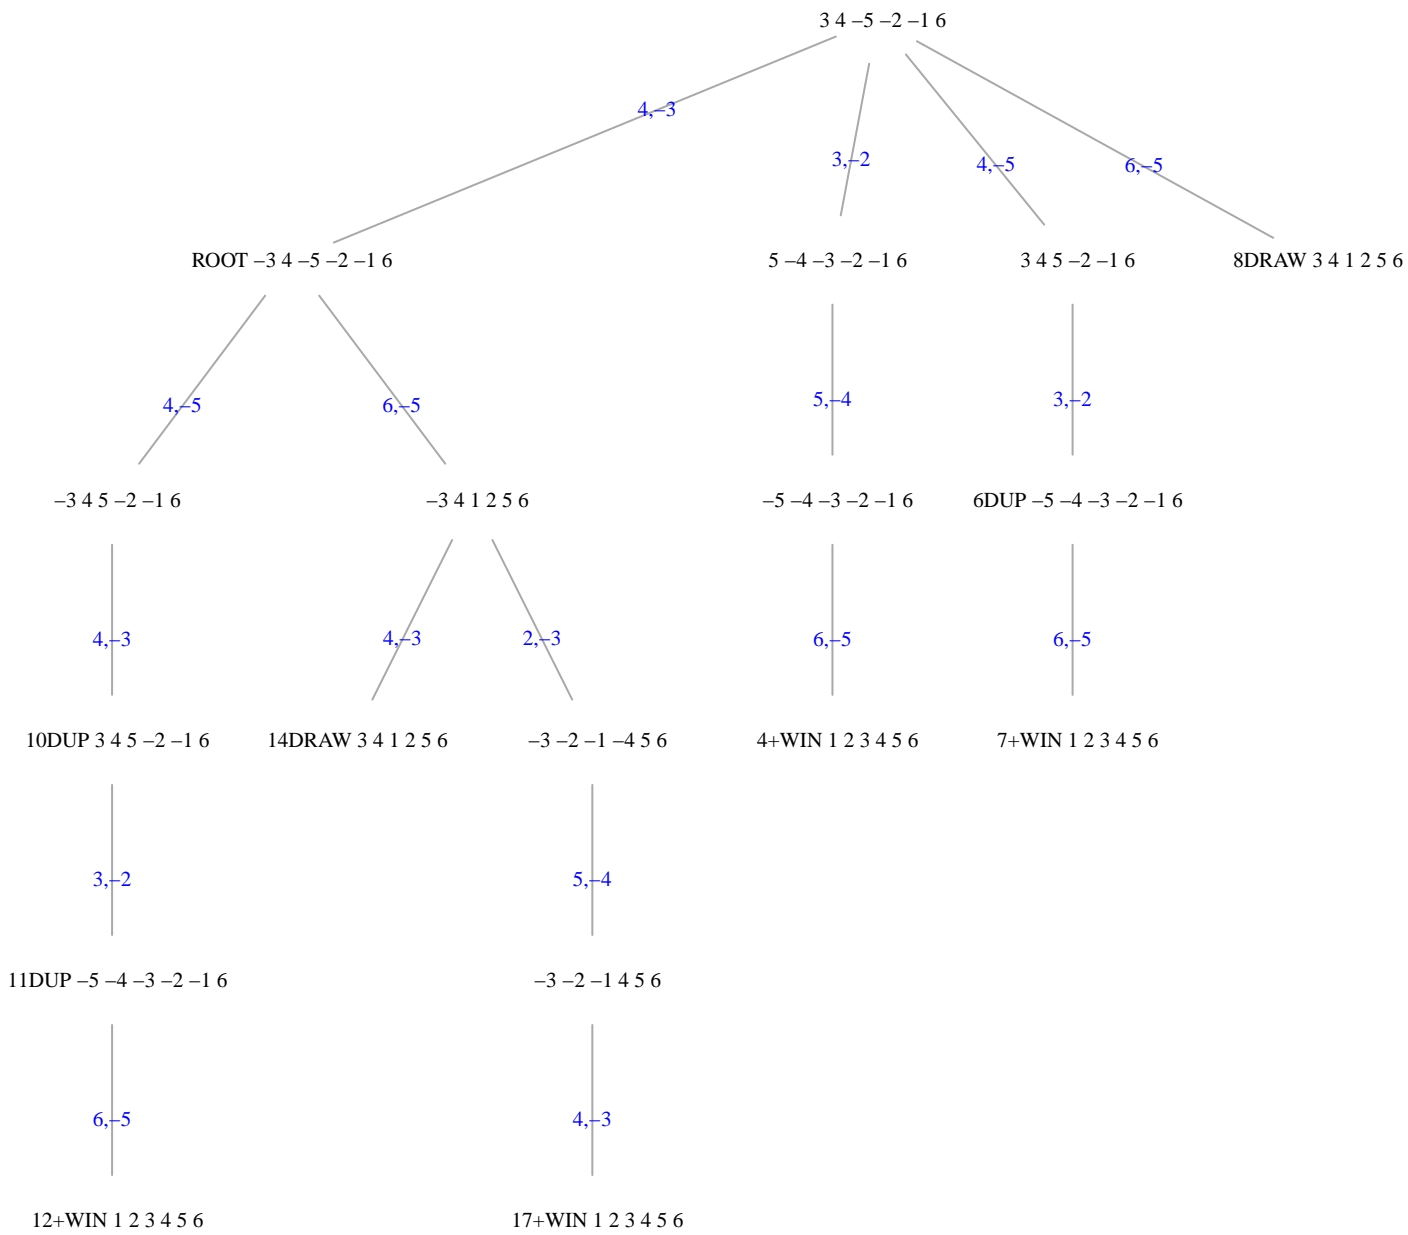 3 4 –5 –2 –1 6
4,–3
3,–2
4,–5
6,–5
ROOT –3 4 –5 –2 –1 6
5 –4 –3 –2 –1 6
3 4 5 –2 –1 6
8DRAW 3 4 1 2 5 6
4,–5
6,–5
5,–4
3,–2
–3 4 5 –2 –1 6
–3 4 1 2 5 6
–5 –4 –3 –2 –1 6
6DUP –5 –4 –3 –2 –1 6
4,–3
4,–3
2,–3
6,–5
6,–5
10DUP 3 4 5 –2 –1 6
14DRAW 3 4 1 2 5 6
–3 –2 –1 –4 5 6
4+WIN 1 2 3 4 5 6
7+WIN 1 2 3 4 5 6
3,–2
5,–4
11DUP –5 –4 –3 –2 –1 6
–3 –2 –1 4 5 6
6,–5
4,–3
12+WIN 1 2 3 4 5 6
17+WIN 1 2 3 4 5 6